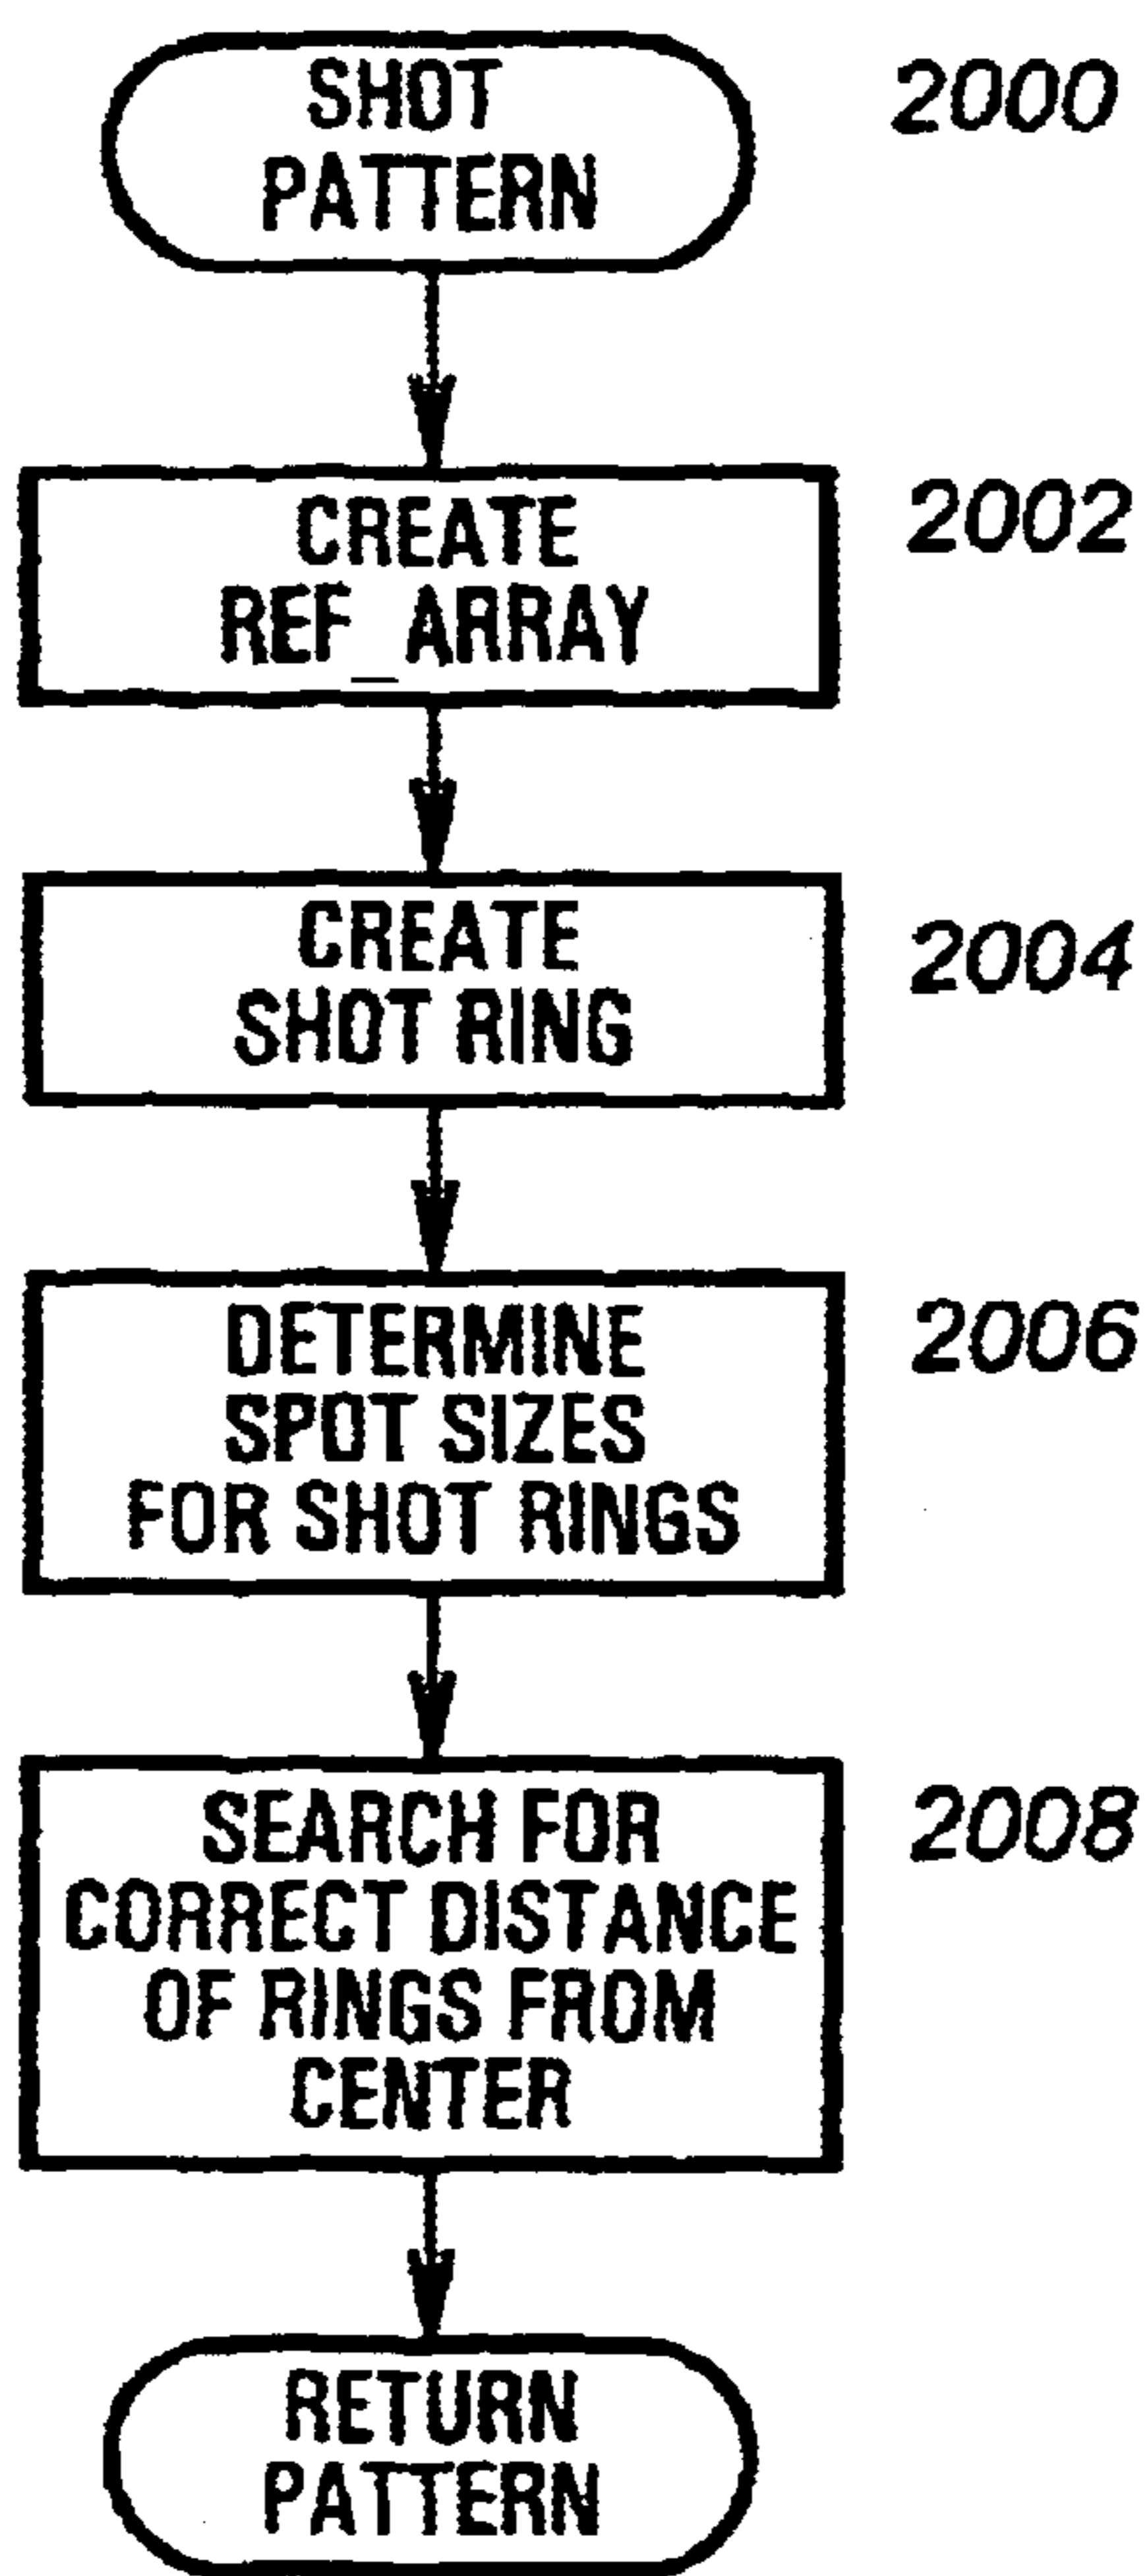 SHOT
PATTERN
2000
CREATE
REF_ARRAY
2002
CREATE
SHOT RING
2004
DETERMINE
SPOT SIZES
FOR SHOT RINGS
2006
SEARCH FOR
CORRECT DISTANCE
OF RINGS FROM
CENTER
2008
RETURN
PATTERN